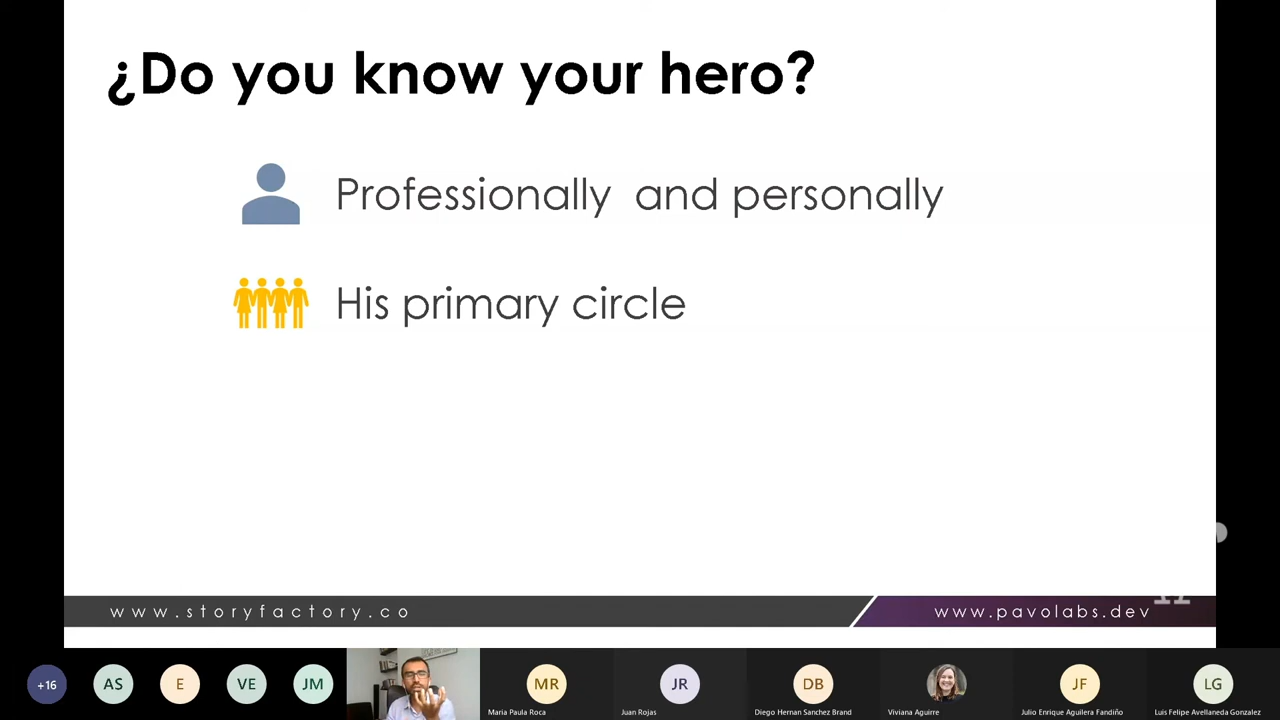 ¿Do you know your hero?
Professionally and personally
His primary circle
www.storyfactory.co
www.pavolabs.dev
+16
AS
E
VE
JM
MR
Maria Paula Roca
JR
Juan Rojas
DB
Diego Hernan Sanchez Brand
Viviana Aguirre
JF
Julio Enrique Aguilera Fandiño
LG
Luis Felipe Avellaneda Gonzalez